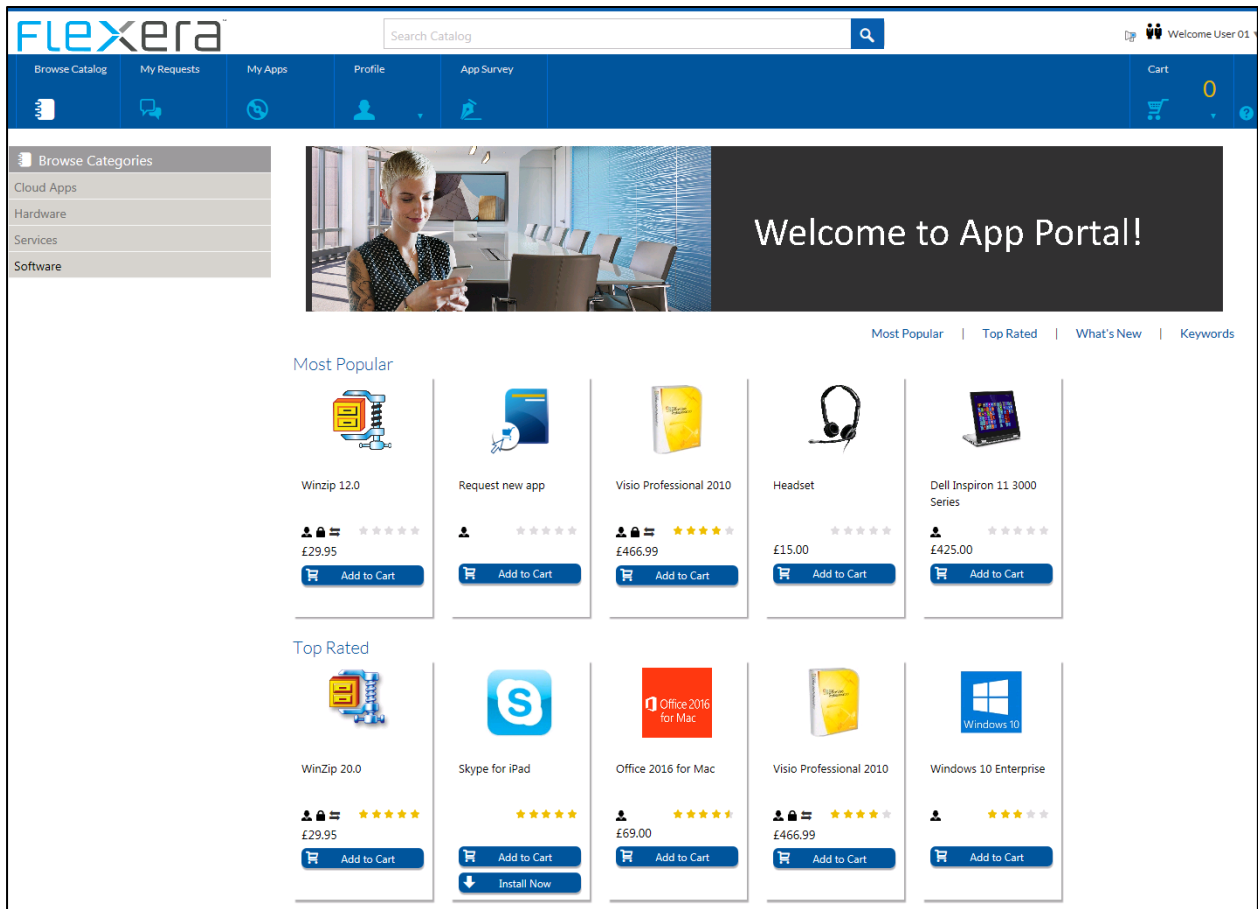 FLEXERA
Search Catalog
Welcome User 01
Browse Catalog
My Requests
My Apps
Profile
App Survey
Cart
0
Browse Categories
Cloud Apps
Hardware
Services
Software
Welcome to App Portal!
Most Popular | Top Rated | What's New | Keywords
Most Popular
Winzip 12.0
£29.95
Add to Cart
Request new app
Add to Cart
Visio Professional 2010
£466.99
Add to Cart
Headset
£15.00
Add to Cart
Dell Inspiron 11 3000
Series
£425.00
Add to Cart
Top Rated
WinZip 20.0
£29.95
Add to Cart
Skype for iPad
Add to Cart
Install Now
Office 2016
for Mac
Office 2016 for Mac
£69.00
Add to Cart
Visio Professional 2010
£466.99
Add to Cart
Windows 10
Windows 10 Enterprise
Add to Cart